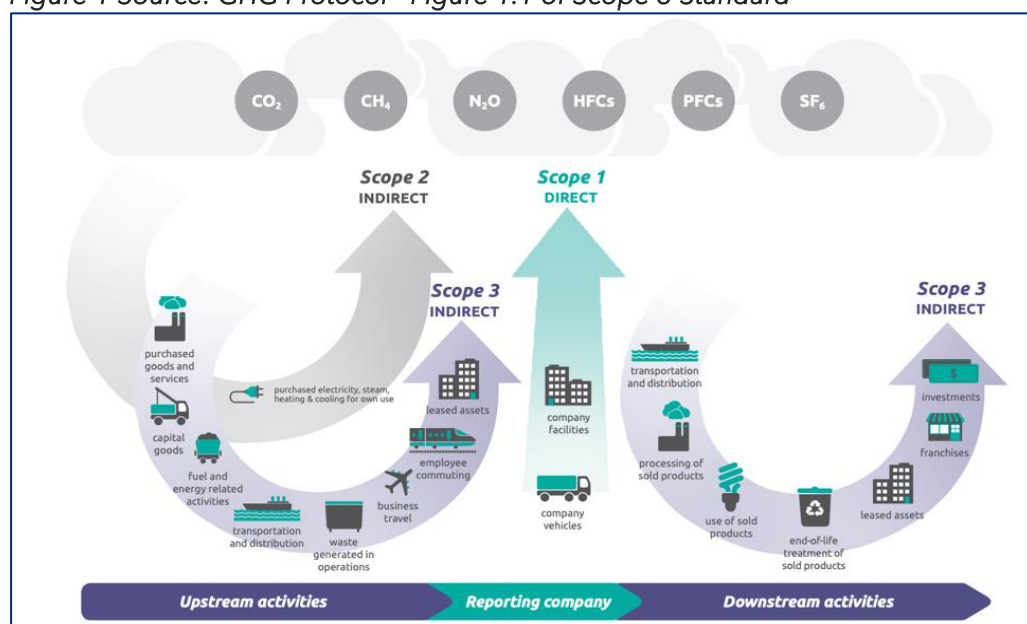 Figure 1 Source: GHG Protocol - Figure 1.1 of Scope 3 Standard
CO₂
CH₄
N₂O
HFCs
PFCs
SF₆
Scope 2
INDIRECT
Scope 1
DIRECT
Scope 3
INDIRECT
Scope 3
INDIRECT
purchased
goods and
services
capital
goods
fuel and
energy related
activities
transportation
and distribution
waste
generated in
operations
business
travel
employee
commuting
leased assets
purchased electricity, steam,
heating & cooling for own use
company
facilities
company
vehicles
transportation
and distribution
processing of
sold products
use of sold
products
end-of-life
treatment of
sold products
leased assets
franchises
investments
$
Upstream activities
Reporting company
Downstream activities